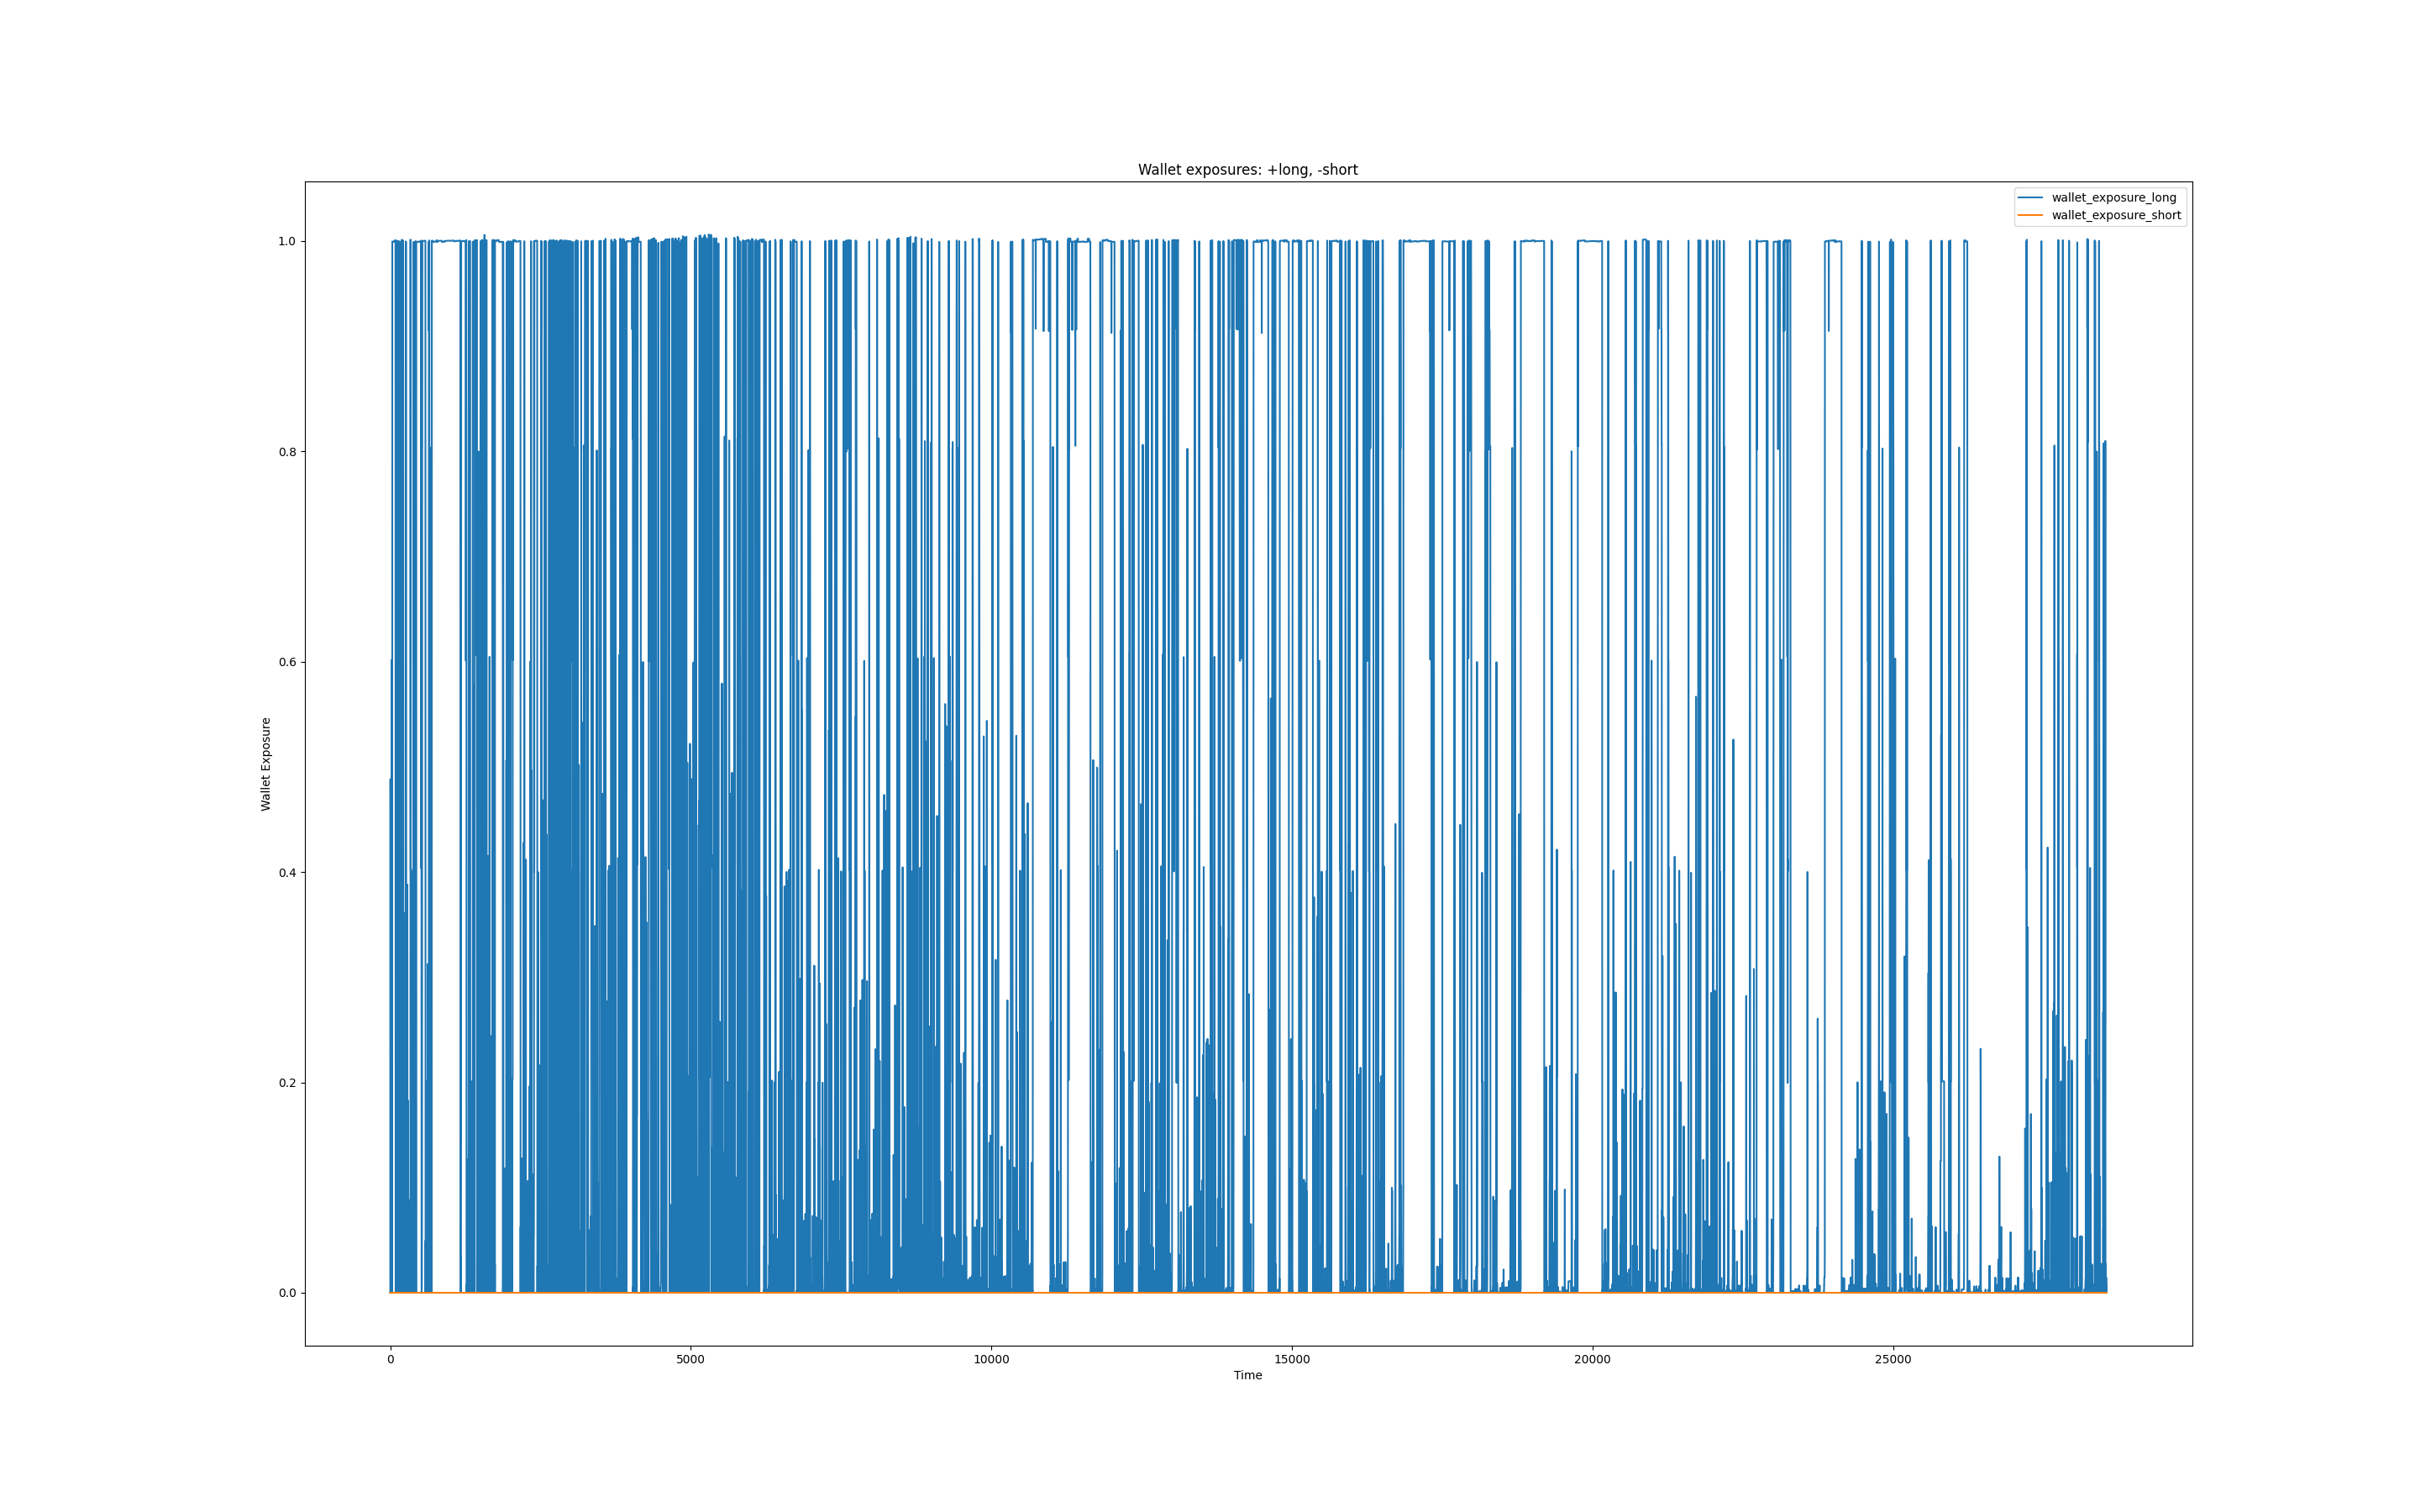 Wallet exposures: +long, -short
wallet_exposure_long
wallet_exposure_short
1.0
0.8
0.6
0.4
0.2
0.0
Wallet Exposure
0 5000 10000 15000 20000 25000
Time